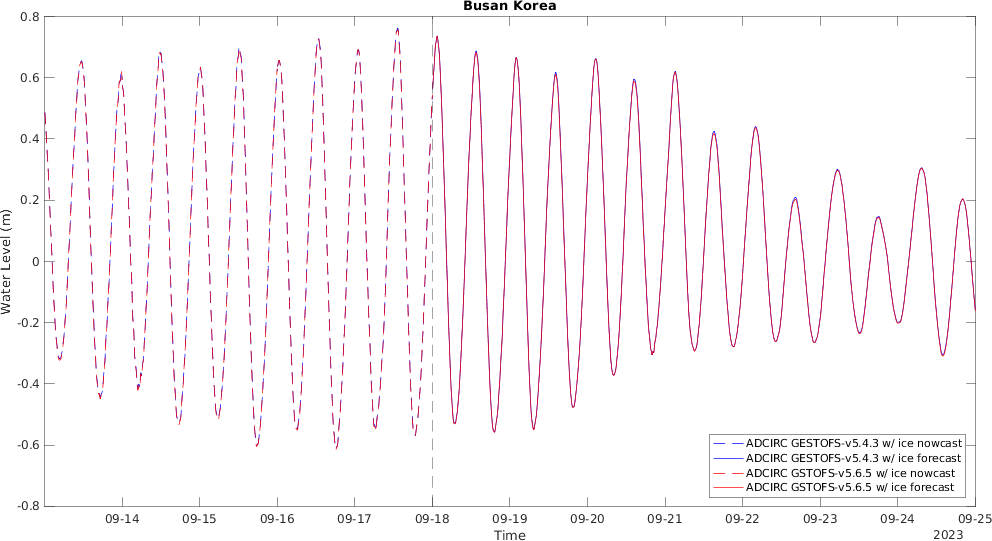 Busan Korea
0.8
0.6
0.4
0.2
0
-0.2
-0.4
-0.6
-0.8
Water Level (m)
ADCIRC GESTOFS-v5.4.3 w/ ice nowcast
ADCIRC GESTOFS-v5.4.3 w/ ice forecast
ADCIRC GSTOFS-v5.6.5 w/ ice nowcast
ADCIRC GSTOFS-v5.6.5 w/ ice forecast
09-14 09-15 09-16 09-17 09-18 09-19 09-20 09-21 09-22 09-23 09-24 09-25
Time
2023